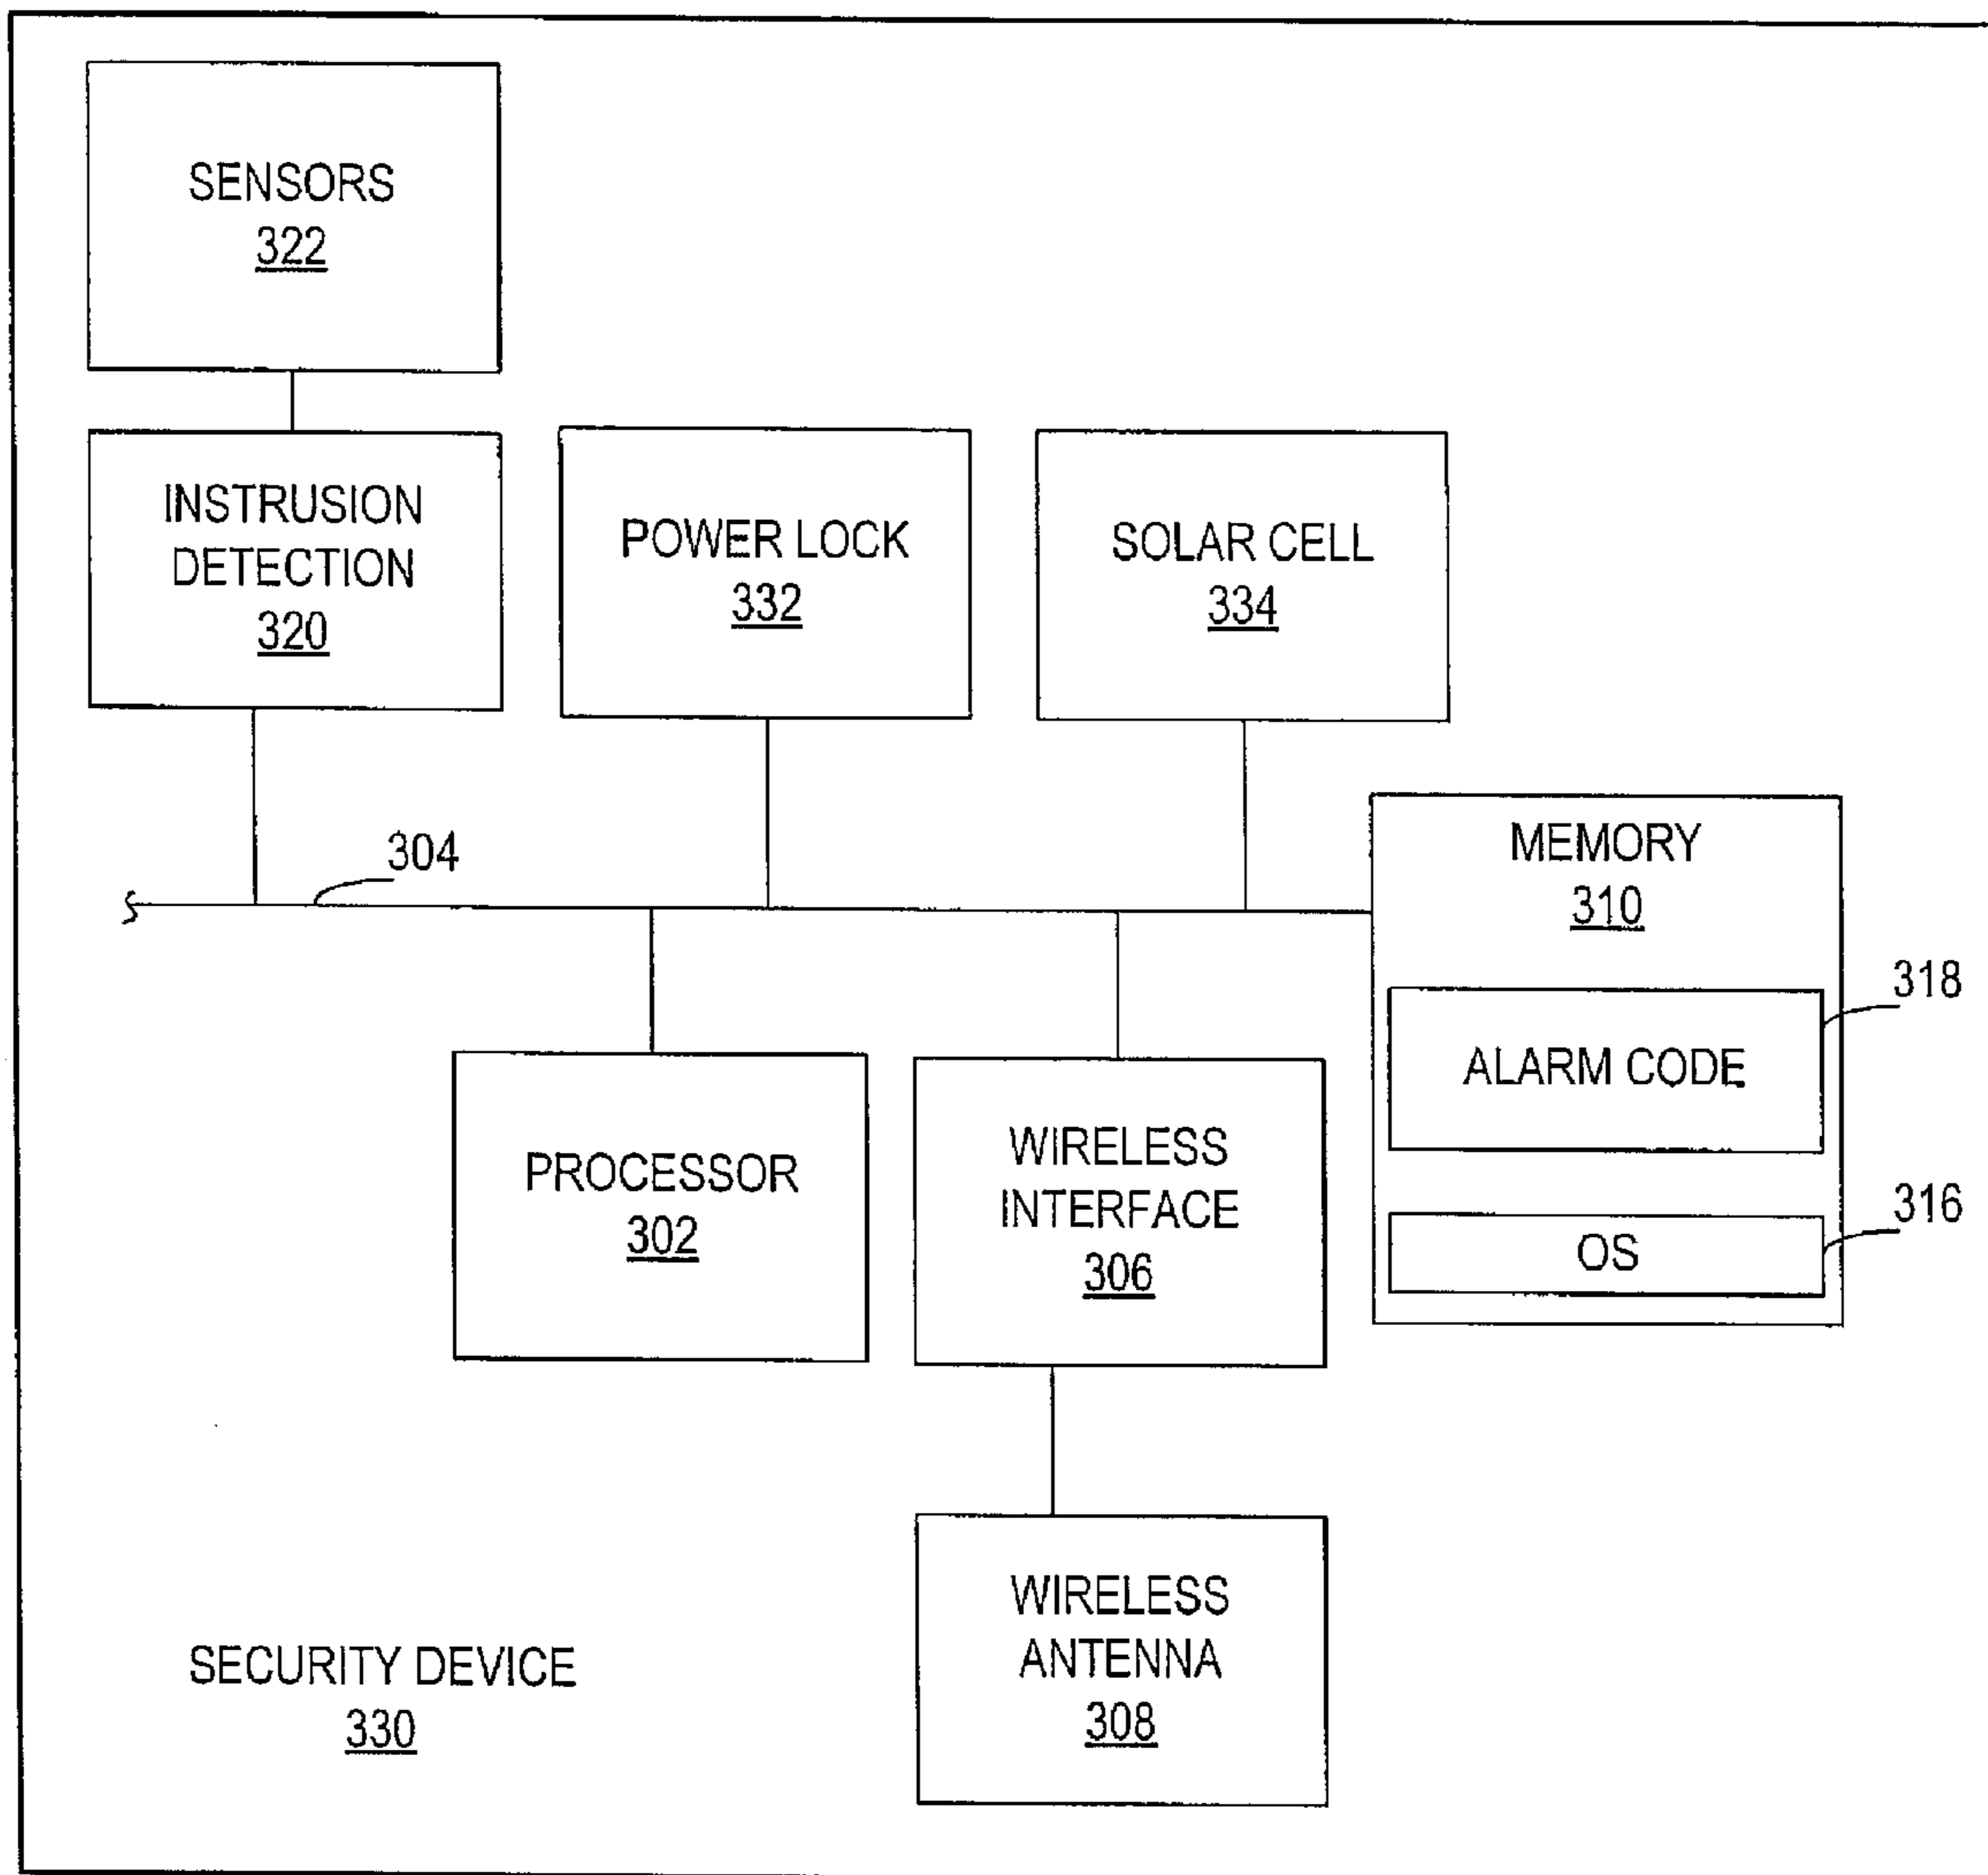 SENSORS
322
INSTRUSION
DETECTION
320
POWER LOCK
332
SOLAR CELL
334
304
MEMORY
310
318
ALARM CODE
316
OS
PROCESSOR
302
WIRELESS
INTERFACE
306
WIRELESS
ANTENNA
308
SECURITY DEVICE
330